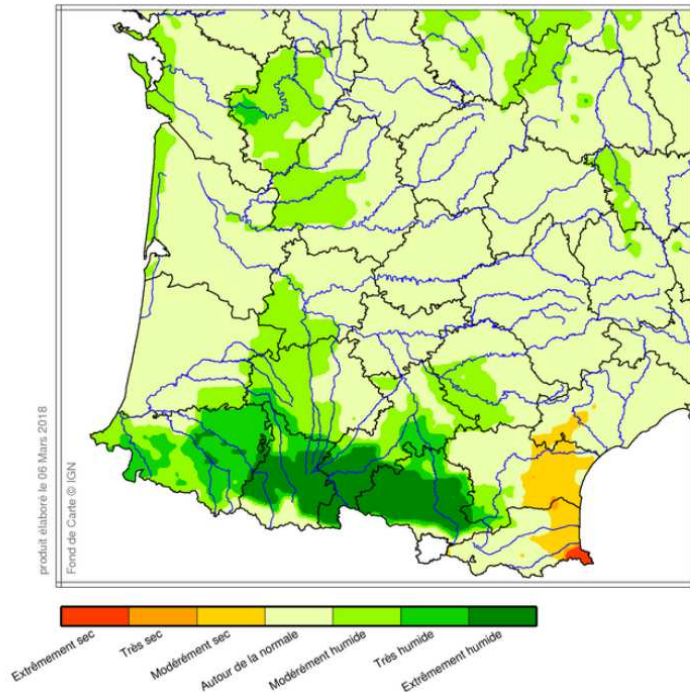 produit élaboré le 06 Mars 2018
Fond de Carte © IGN
Extrêmement sec
Très sec
Modérément sec
Autour de la normale
Modérément humide
Très humide
Extrêmement humide